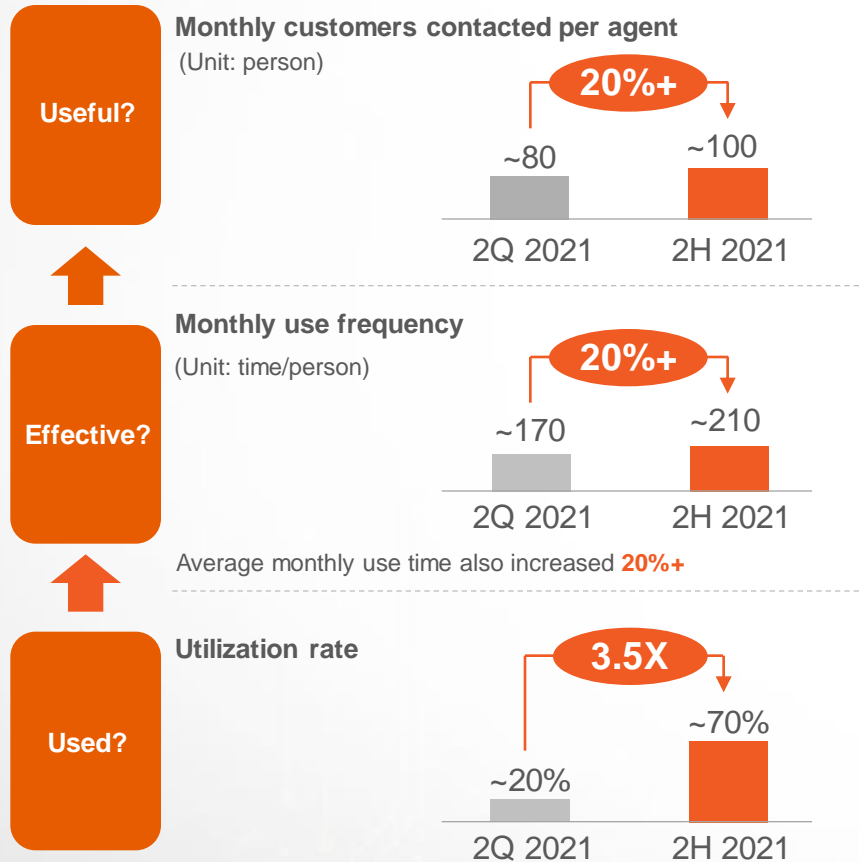 Useful?
Monthly customers contacted per agent
(Unit: person)
20%+
~80
~100
2Q 2021
2H 2021
Effective?
Monthly use frequency
(Unit: time/person)
20%+
~170
~210
2Q 2021
2H 2021
Average monthly use time also increased 20%+
Used?
Utilization rate
3.5X
~20%
~70%
2Q 2021
2H 2021